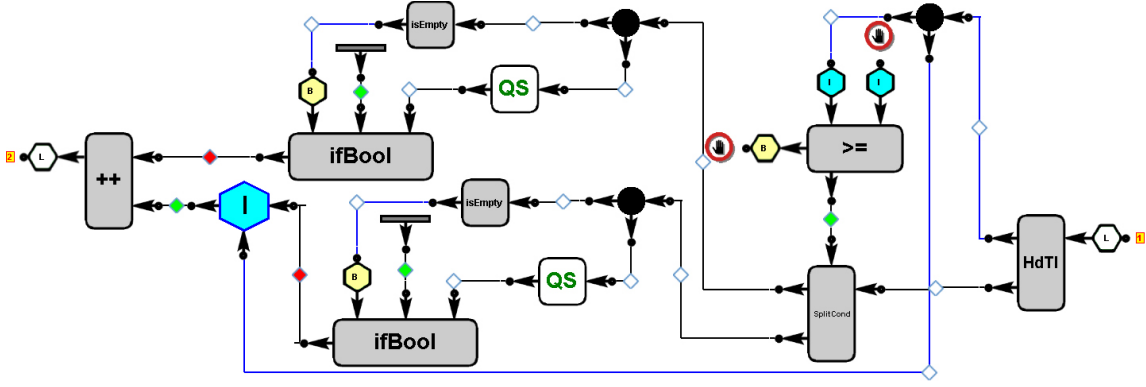 isEmpty
I
I
B
QS
B
ifBool
>=
2
L
++
isEmpty
I
L
1
HdTl
B
QS
SplitCond
ifBool